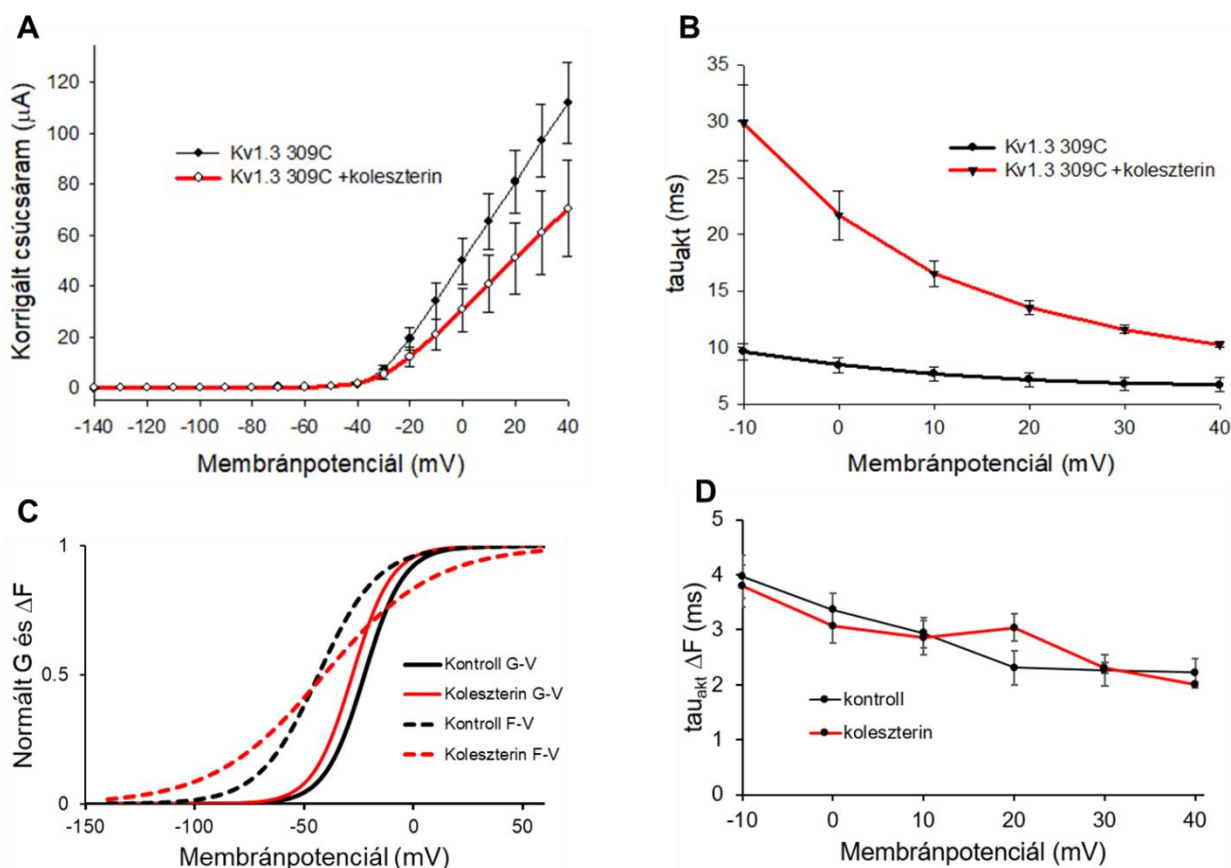 A
Korrigált csúcsáram (µA)
120
100
80
60
40
20
0
Kv1.3 309C
Kv1.3 309C +koleszterin
-140 -120 -100 -80 -60 -40 -20 0 20 40
Membránpotenciál (mV)
B
tau akt (ms)
35
30
25
20
15
10
5
Kv1.3 309C
Kv1.3 309C +koleszterin
-10 0 10 20 30 40
Membránpotenciál (mV)
C
Normált G és ΔF
1
0.5
0
Kontroll G-V
Koleszterin G-V
Kontroll F-V
Koleszterin F-V
-150 -100 -50 0 50
Membránpotenciál (mV)
D
tau akt ΔF (ms)
5
4
3
2
1
0
kontroll
koleszterin
-10 0 10 20 30 40
Membránpotenciál (mV)